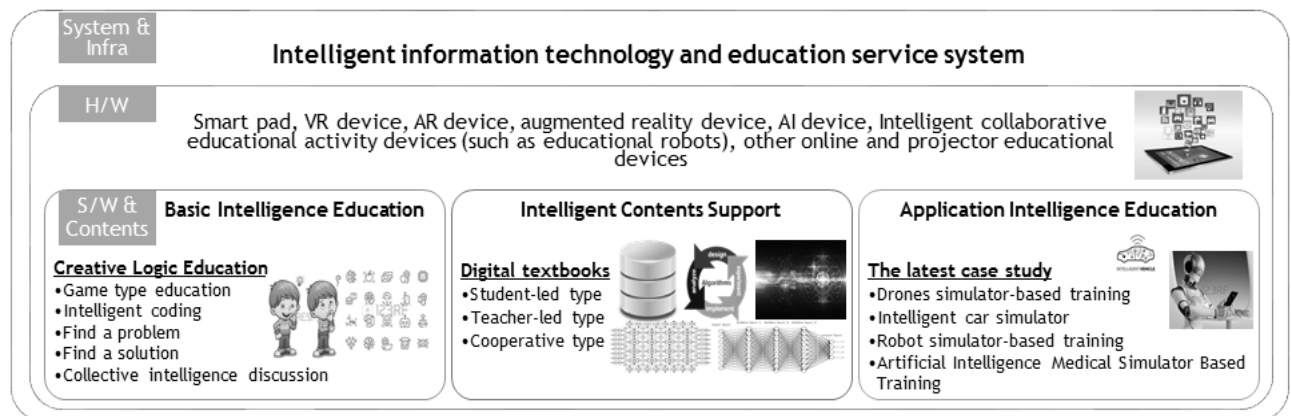 System &
Infra
Intelligent information technology and education service system
H/W
Smart pad, VR device, AR device, augmented reality device, AI device, Intelligent collaborative
educational activity devices (such as educational robots), other online and projector educational
devices
S/W &
Contents
Basic Intelligence Education
Creative Logic Education
•Game type education
•Intelligent coding
•Find a problem
•Find a solution
•Collective intelligence discussion
Intelligent Contents Support
Digital textbooks
•Student-led type
•Teacher-led type
•Cooperative type
design
Algorithms
Application Intelligence Education
INTELLIGENT VEHICLE
The latest case study
•Drones simulator-based training
•Intelligent car simulator
•Robot simulator-based training
•Artificial Intelligence Medical Simulator Based
Training